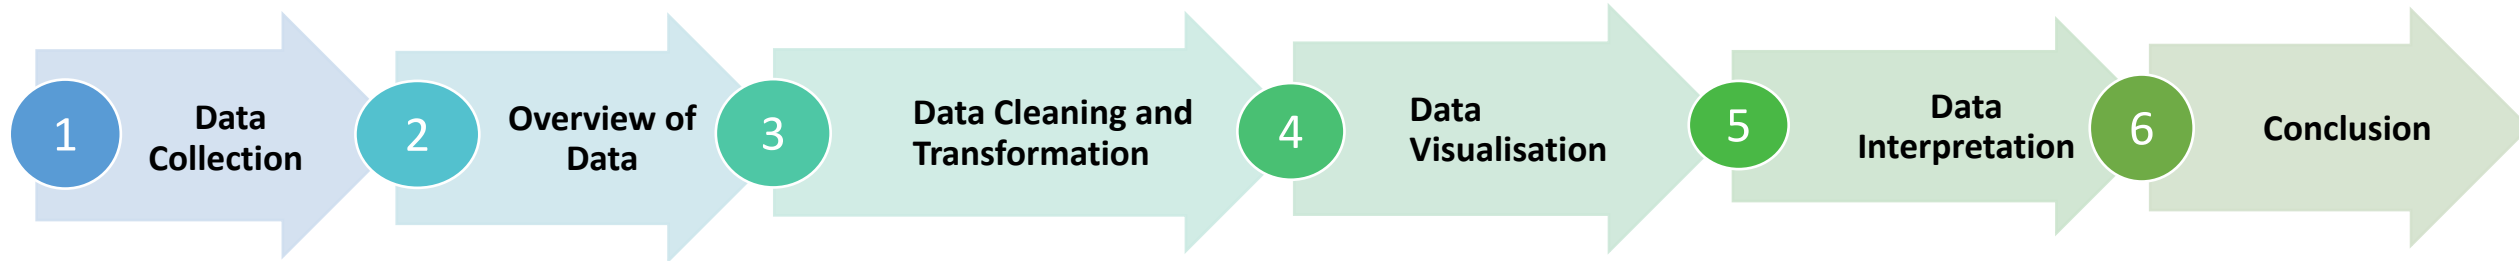 1
Data
Collection
2
Overview of
Data
3
Data Cleaning and
Transformation
4
Data
Visualisation
5
Data
Interpretation
6
Conclusion